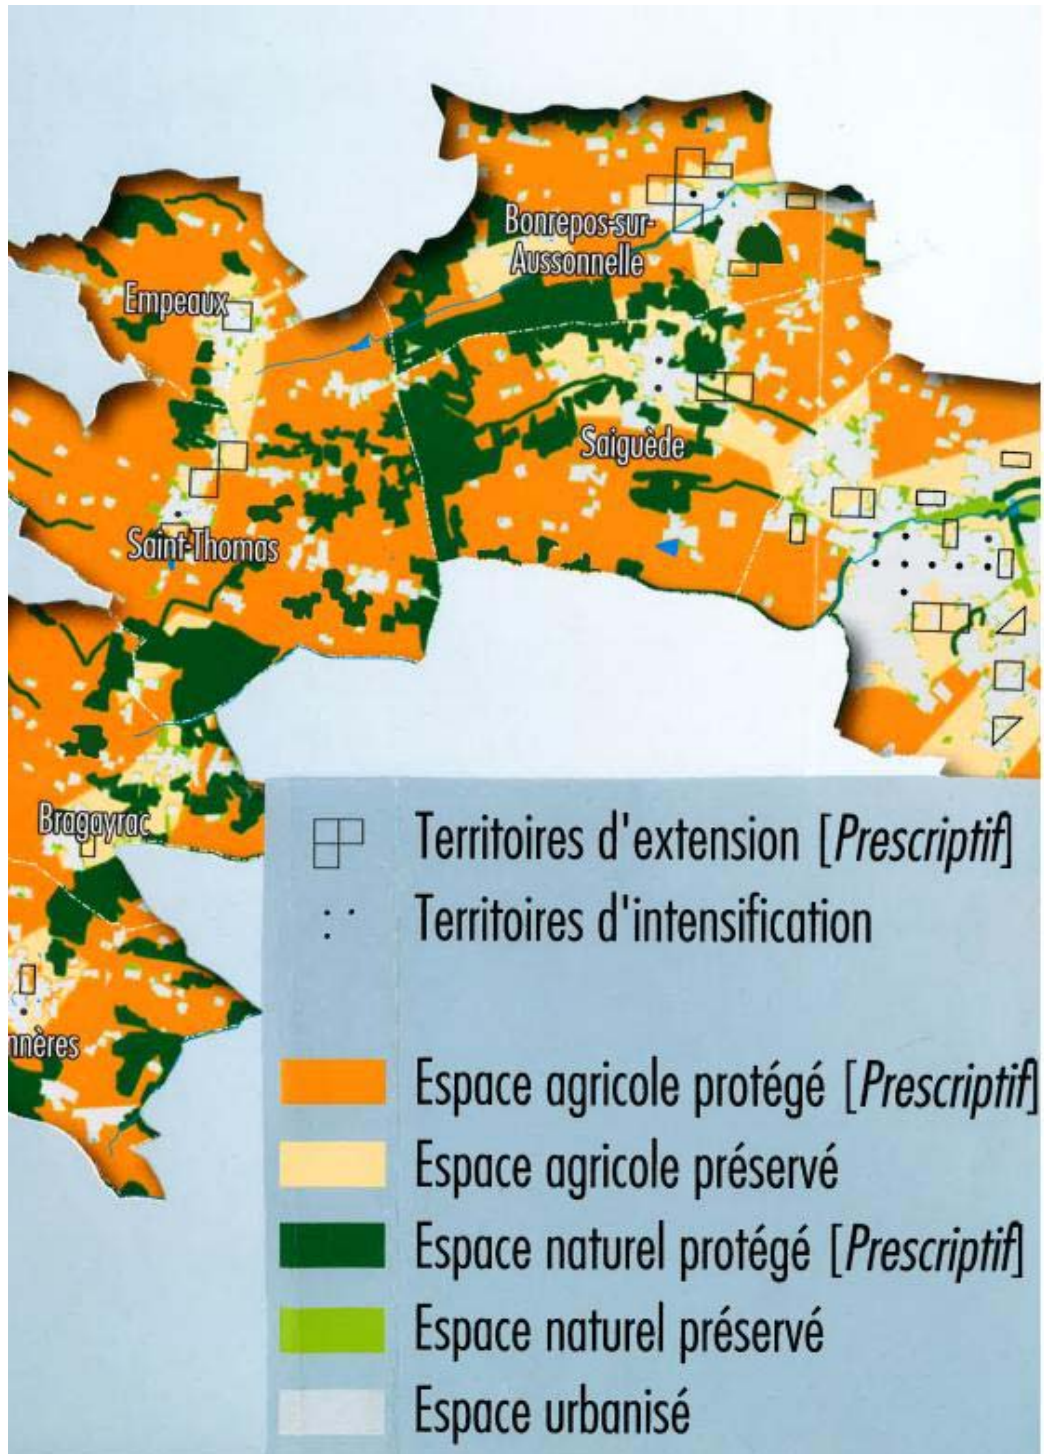 Bonrepos-sur-
Aussonnelle
Empeaux
Saiguède
Saint-Thomas
Bragayrac
nnères
Territoires d'extension [Prescriptif]
Territoires d'intensification
Espace agricole protégé [Prescriptif]
Espace agricole préservé
Espace naturel protégé [Prescriptif]
Espace naturel préservé
Espace urbanisé